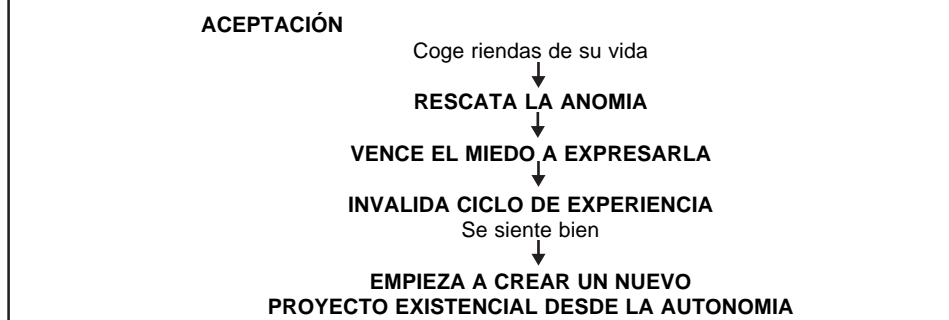 ACEPTACIÓN
Coge riendas de su vida
RESCATA LA ANOMIA
VENCE EL MIEDO A EXPRESARLA
INVALIDA CICLO DE EXPERIENCIA
Se siente bien
EMPIEZA A CREAR UN NUEVO
PROYECTO EXISTENCIAL DESDE LA AUTONOMIA